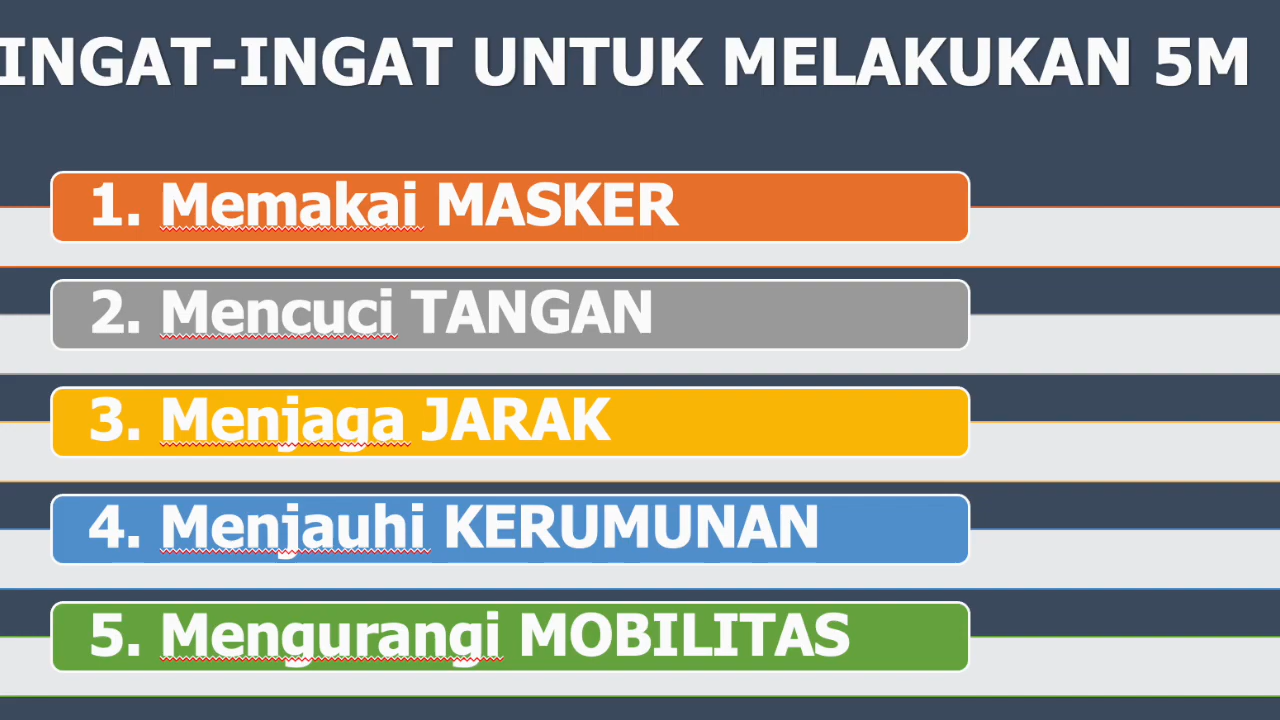 INGAT-INGAT UNTUK MELAKUKAN 5M
1. Memakai MASKER
2. Mencuci TANGAN
3. Menjaga JARAK
4. Menjauhi KERUMUNAN
5. Mengurangi MOBILITAS